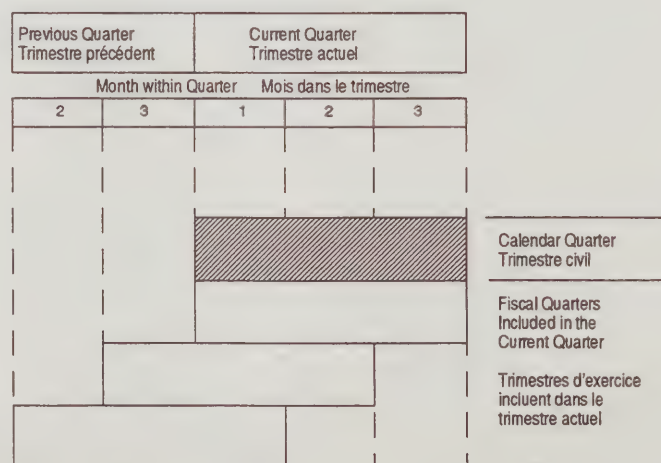 Previous Quarter
Trimestre précédent
Current Quarter
Trimestre actuel
Month within Quarter Mois dans le trimestre
2 3 1 2 3
Calendar Quarter
Trimestre civil
Fiscal Quarters
Included in the
Current Quarter
Trimestres d'exercice
incluent dans le
trimestre actuel